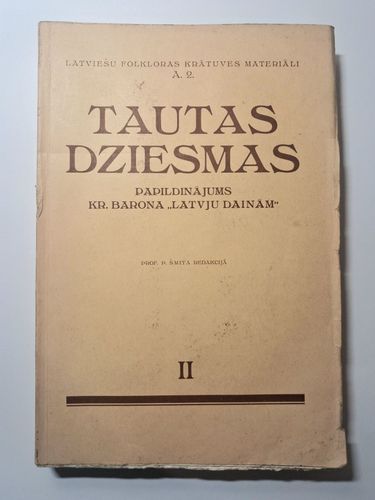 LATVIEŠU FOLKLORAS KRĀTUVES MATERIĀLI
A. 2.
TAUTAS
DZIESMAS
PAPILDINĀJUMS
KR. BARONA „LATVJU DAINĀM“
PROF. P. ŠMITA REDAKCIJĀ
II